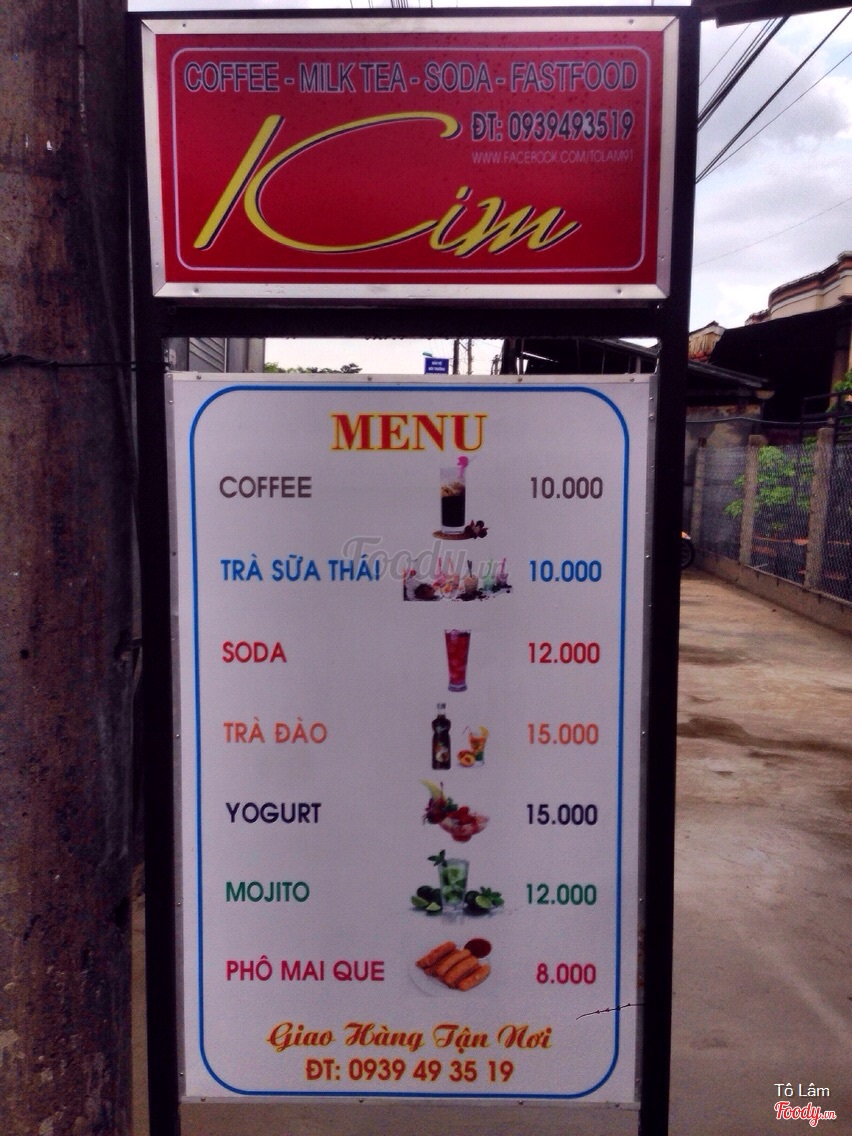 COFFEE - MILK TEA - SODA - FASTFOOD
ĐT: 0939493519
WWW.FACEBOOK.COM/TOLAM91
Kim
MENU
COFFEE 10.000
TRÀ SỮA THÁI 10.000
Foody.vn
SODA 12.000
TRÀ ĐÀO 15.000
YOGURT 15.000
MOJITO 12.000
PHÔ MAI QUE 8.000
Giao Hàng Tận Nơi
ĐT: 0939 49 35 19
Tô Lâm
Foody.vn